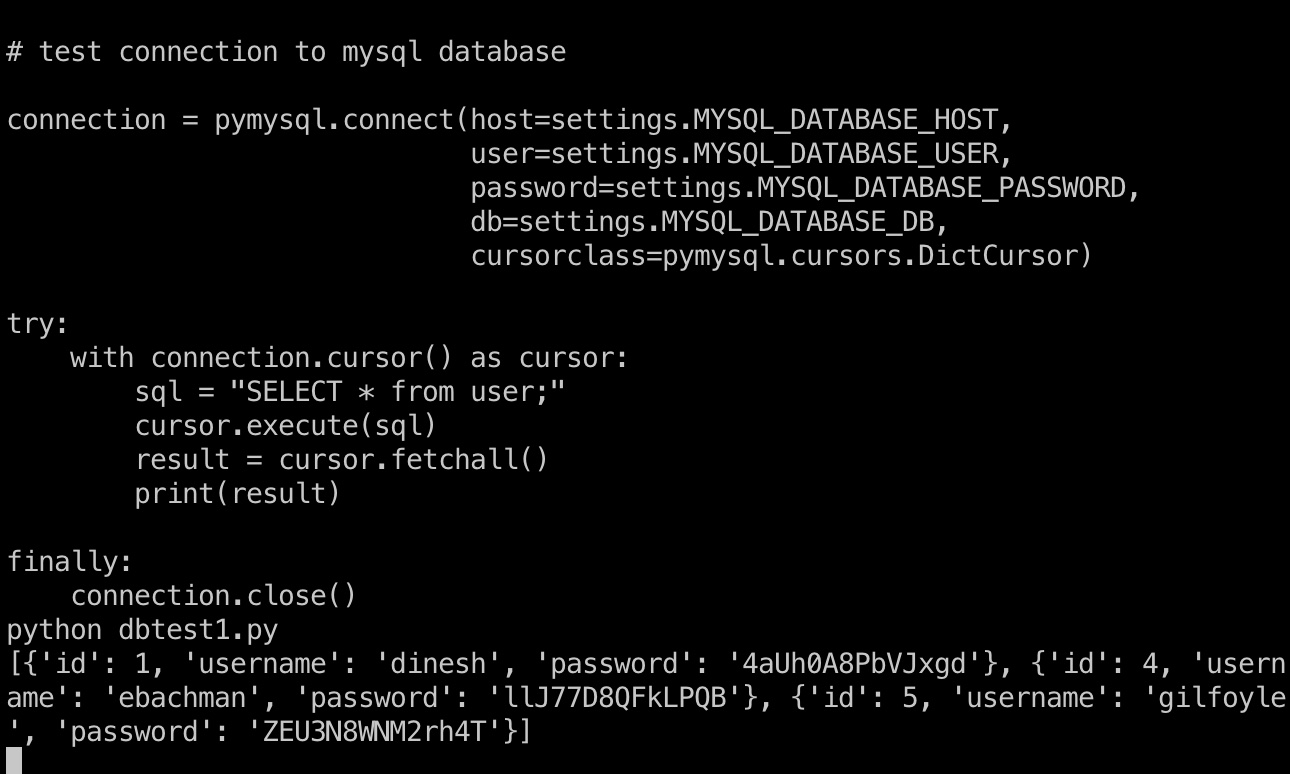 # test connection to mysql database
connection = pymysql.connect(host=settings.MYSQL_DATABASE_HOST,
user=settings.MYSQL_DATABASE_USER,
password=settings.MYSQL_DATABASE_PASSWORD,
db=settings.MYSQL_DATABASE_DB,
cursorclass=pymysql.cursors.DictCursor)
try:
    with connection.cursor() as cursor:
        sql = "SELECT * from user;"
        cursor.execute(sql)
        result = cursor.fetchall()
        print(result)
finally:
    connection.close()
python dbtest1.py
[{'id': 1, 'username': 'dinesh', 'password': '4aUh0A8PbVJxgd'}, {'id': 4, 'usern
ame': 'ebachman', 'password': 'llJ77D8QFkLPQB'}, {'id': 5, 'username': 'gilfoyle
', 'password': 'ZEU3N8WNM2rh4T'}]